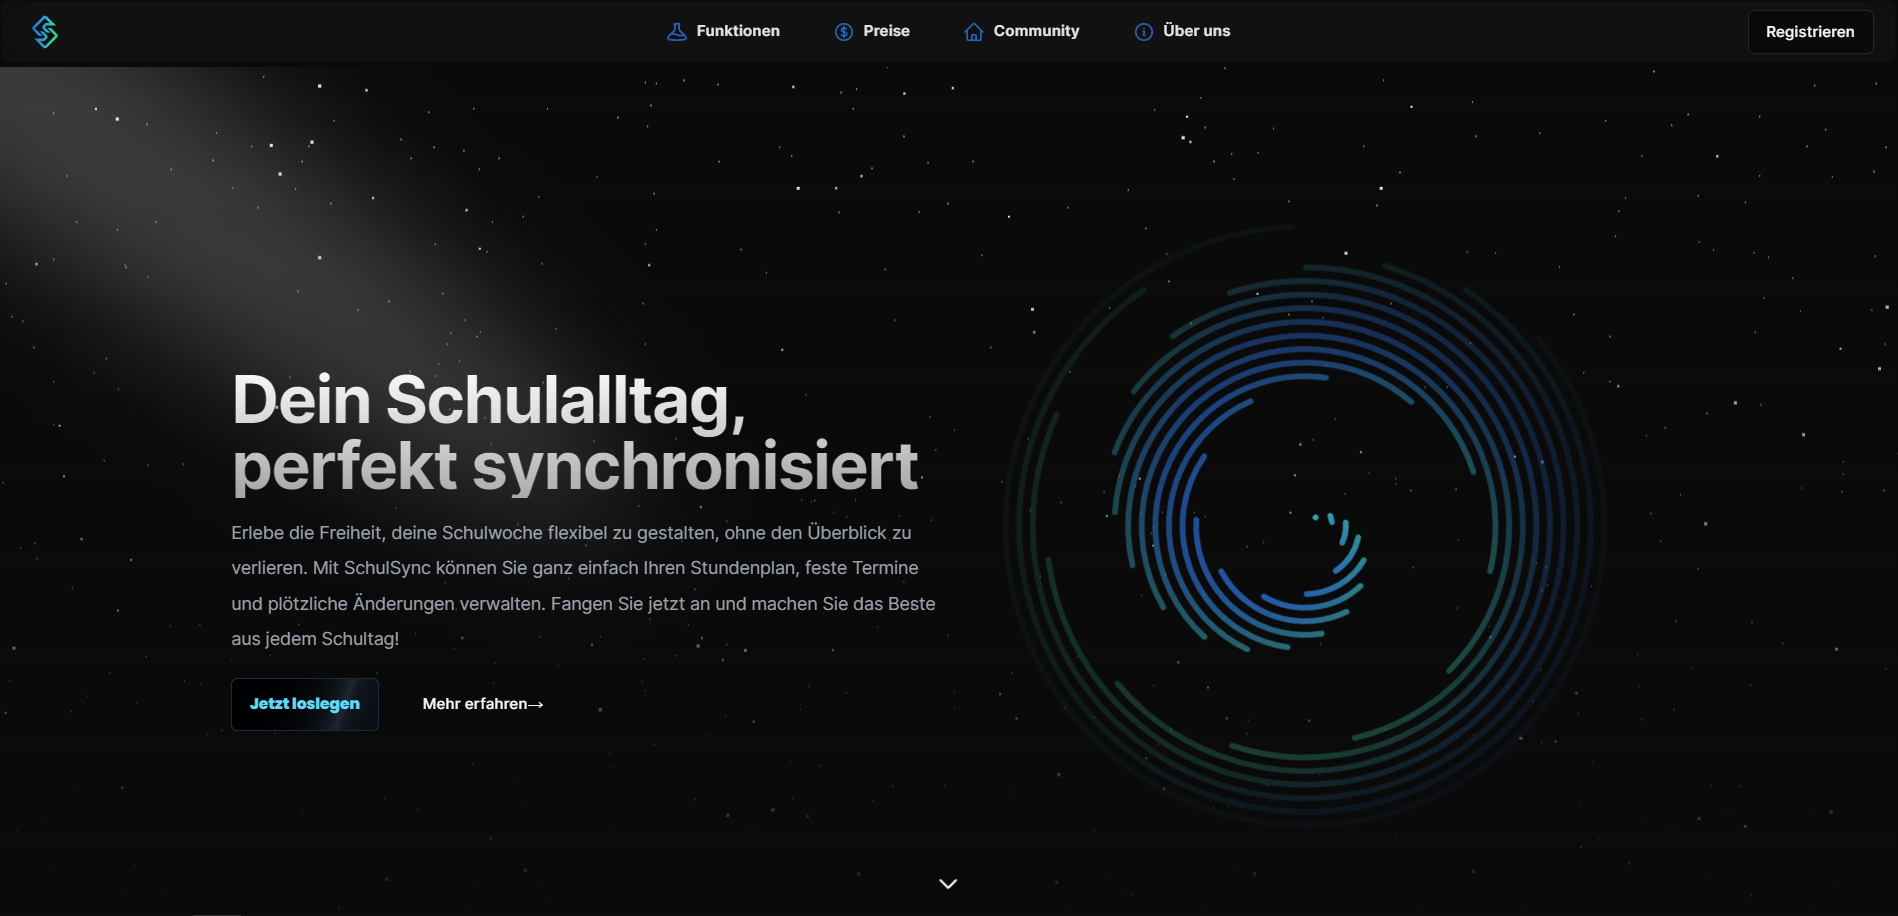 Funktionen
Preise
Community
Über uns
Registrieren
Dein Schulalltag,
perfekt synchronisiert
Erlebe die Freiheit, deine Schulwoche flexibel zu gestalten, ohne den Überblick zu
verlieren. Mit SchulSync können Sie ganz einfach Ihren Stundenplan, feste Termine
und plötzliche Änderungen verwalten. Fangen Sie jetzt an und machen Sie das Beste
aus jedem Schultag!
Jetzt loslegen
Mehr erfahren→